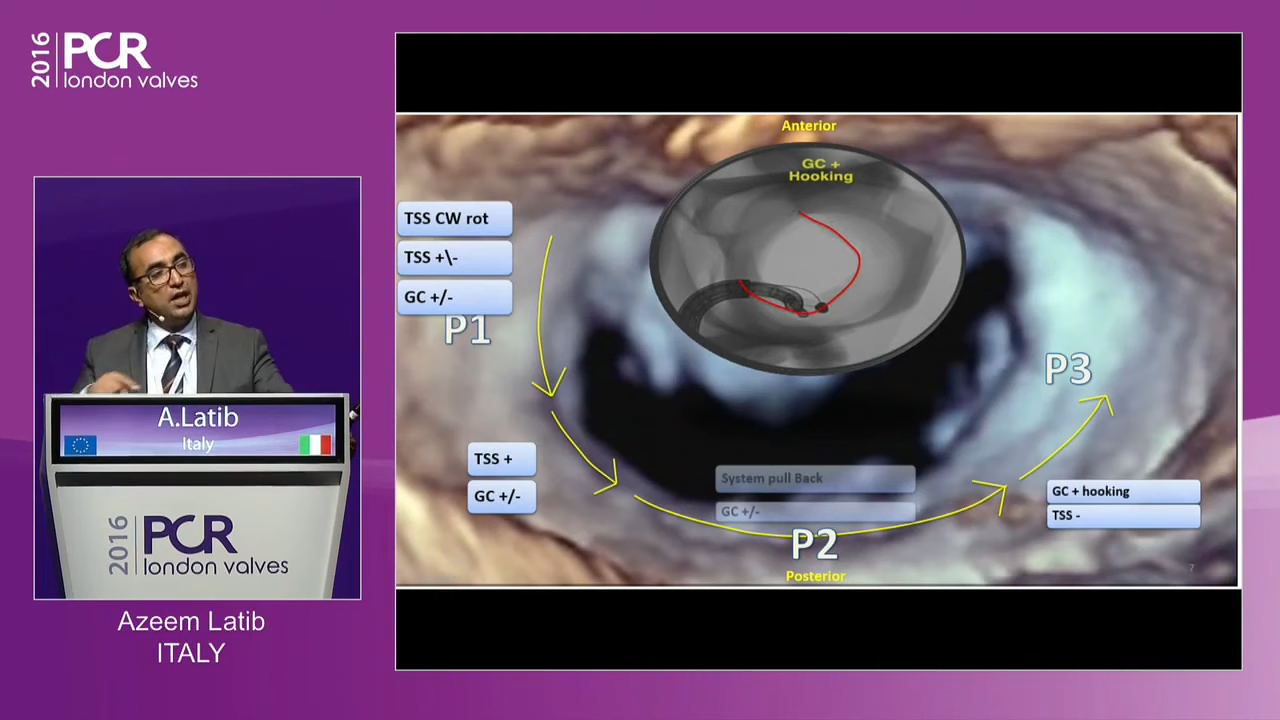 2016
PCR
london valves
Anterior
GC +
Hooking
TSS CW rot
TSS +\-
GC +/-
P1
P3
A.Latib
Italy
TSS +
GC +/-
System pull Back
GC +/-
GC + hooking
TSS -
P2
Posterior
7
2016
PCR
london valves
Azeem Latib
ITALY